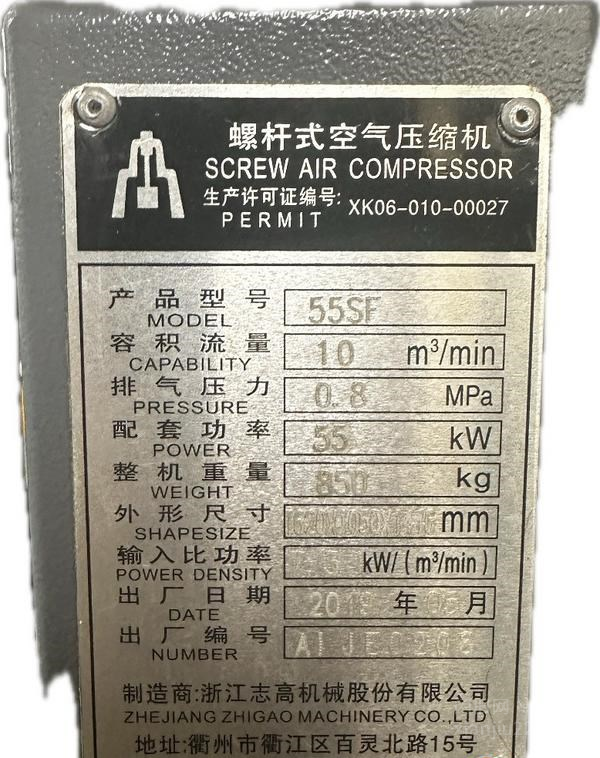 螺杆式空气压缩机
SCREW AIR COMPRESSOR
生产许可证编号: XK06-010-00027
PERMIT
产品型号 55SF
MODEL
容积流量 10 m³/min
CAPABILITY
排气压力 0.8 MPa
PRESSURE
配套功率 55 kW
POWER
整机重量 850 kg
WEIGHT
外形尺寸 mm
SHAPESIZE
输入比功率 kW/(m³/min)
POWER DENSITY
出厂日期 年 05 月
DATE
出厂编号
NUMBER
制造商:浙江志高机械股份有限公司
ZHEJIANG ZHIGAO MACHINERY CO.,LTD
地址:衢州市衢江区百灵北路15号